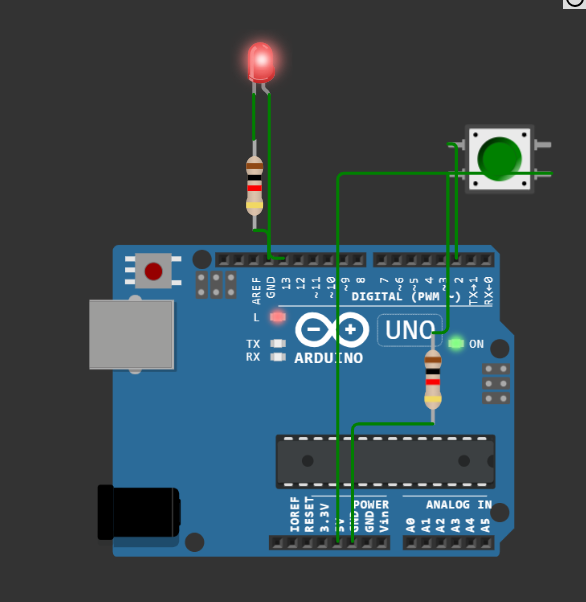 AREF
GND
13
12
~11
~10
~9
8
7
~6
~5
4
~3
2
TX→1
RX←0
DIGITAL (PWM ~)
L
TX
RX
UNO
ON
ARDUINO
IOREF
RESET
3.3V
5V
GND
GND
Vin
POWER
ANALOG IN
A0
A1
A2
A3
A4
A5